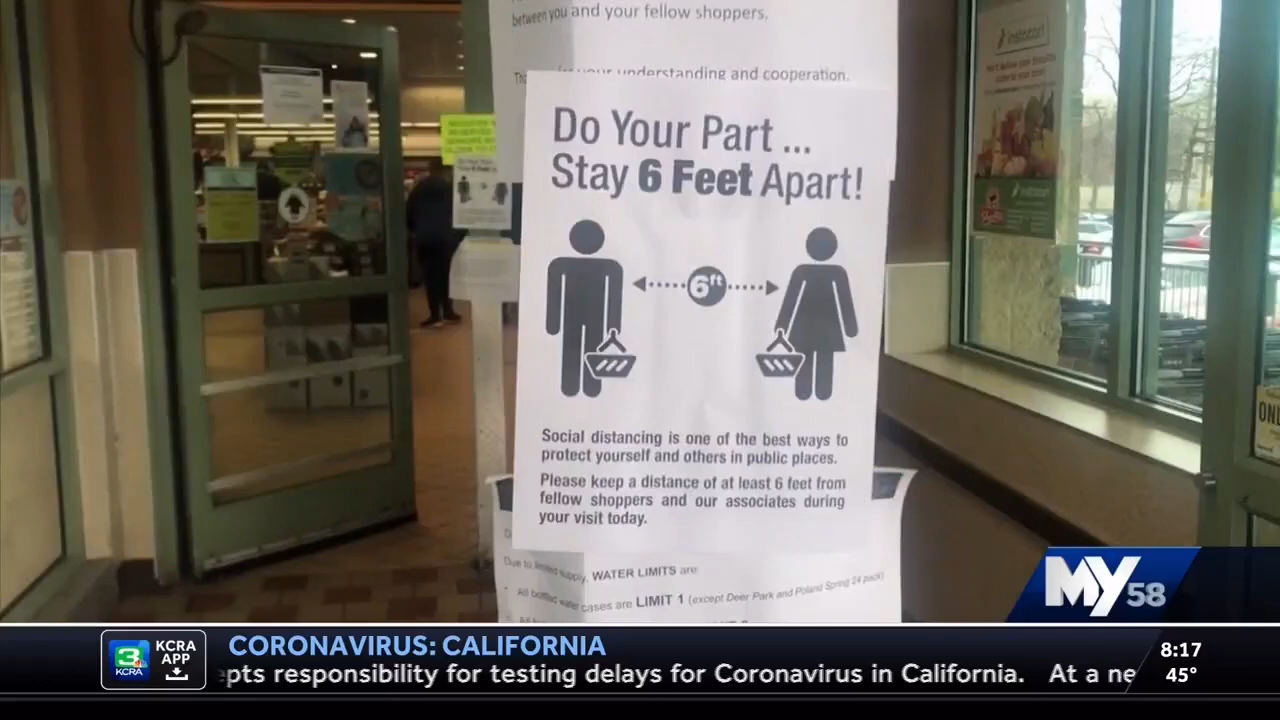 between you and your fellow shoppers.
understanding and cooperation.
Do Your Part ...
Stay 6 Feet Apart!
6ft
Social distancing is one of the best ways to
protect yourself and others in public places.
Please keep a distance of at least 6 feet from
fellow shoppers and our associates during
your visit today.
Due to limited supply, WATER LIMITS are
All bottled water cases are LIMIT 1 (except Deer Park and Poland Spring 24 pack)
instacart
MY58
3
KCRA
KCRA
APP
CORONAVIRUS: CALIFORNIA
epts responsibility for testing delays for Coronavirus in California. At a ne
8:17
45°